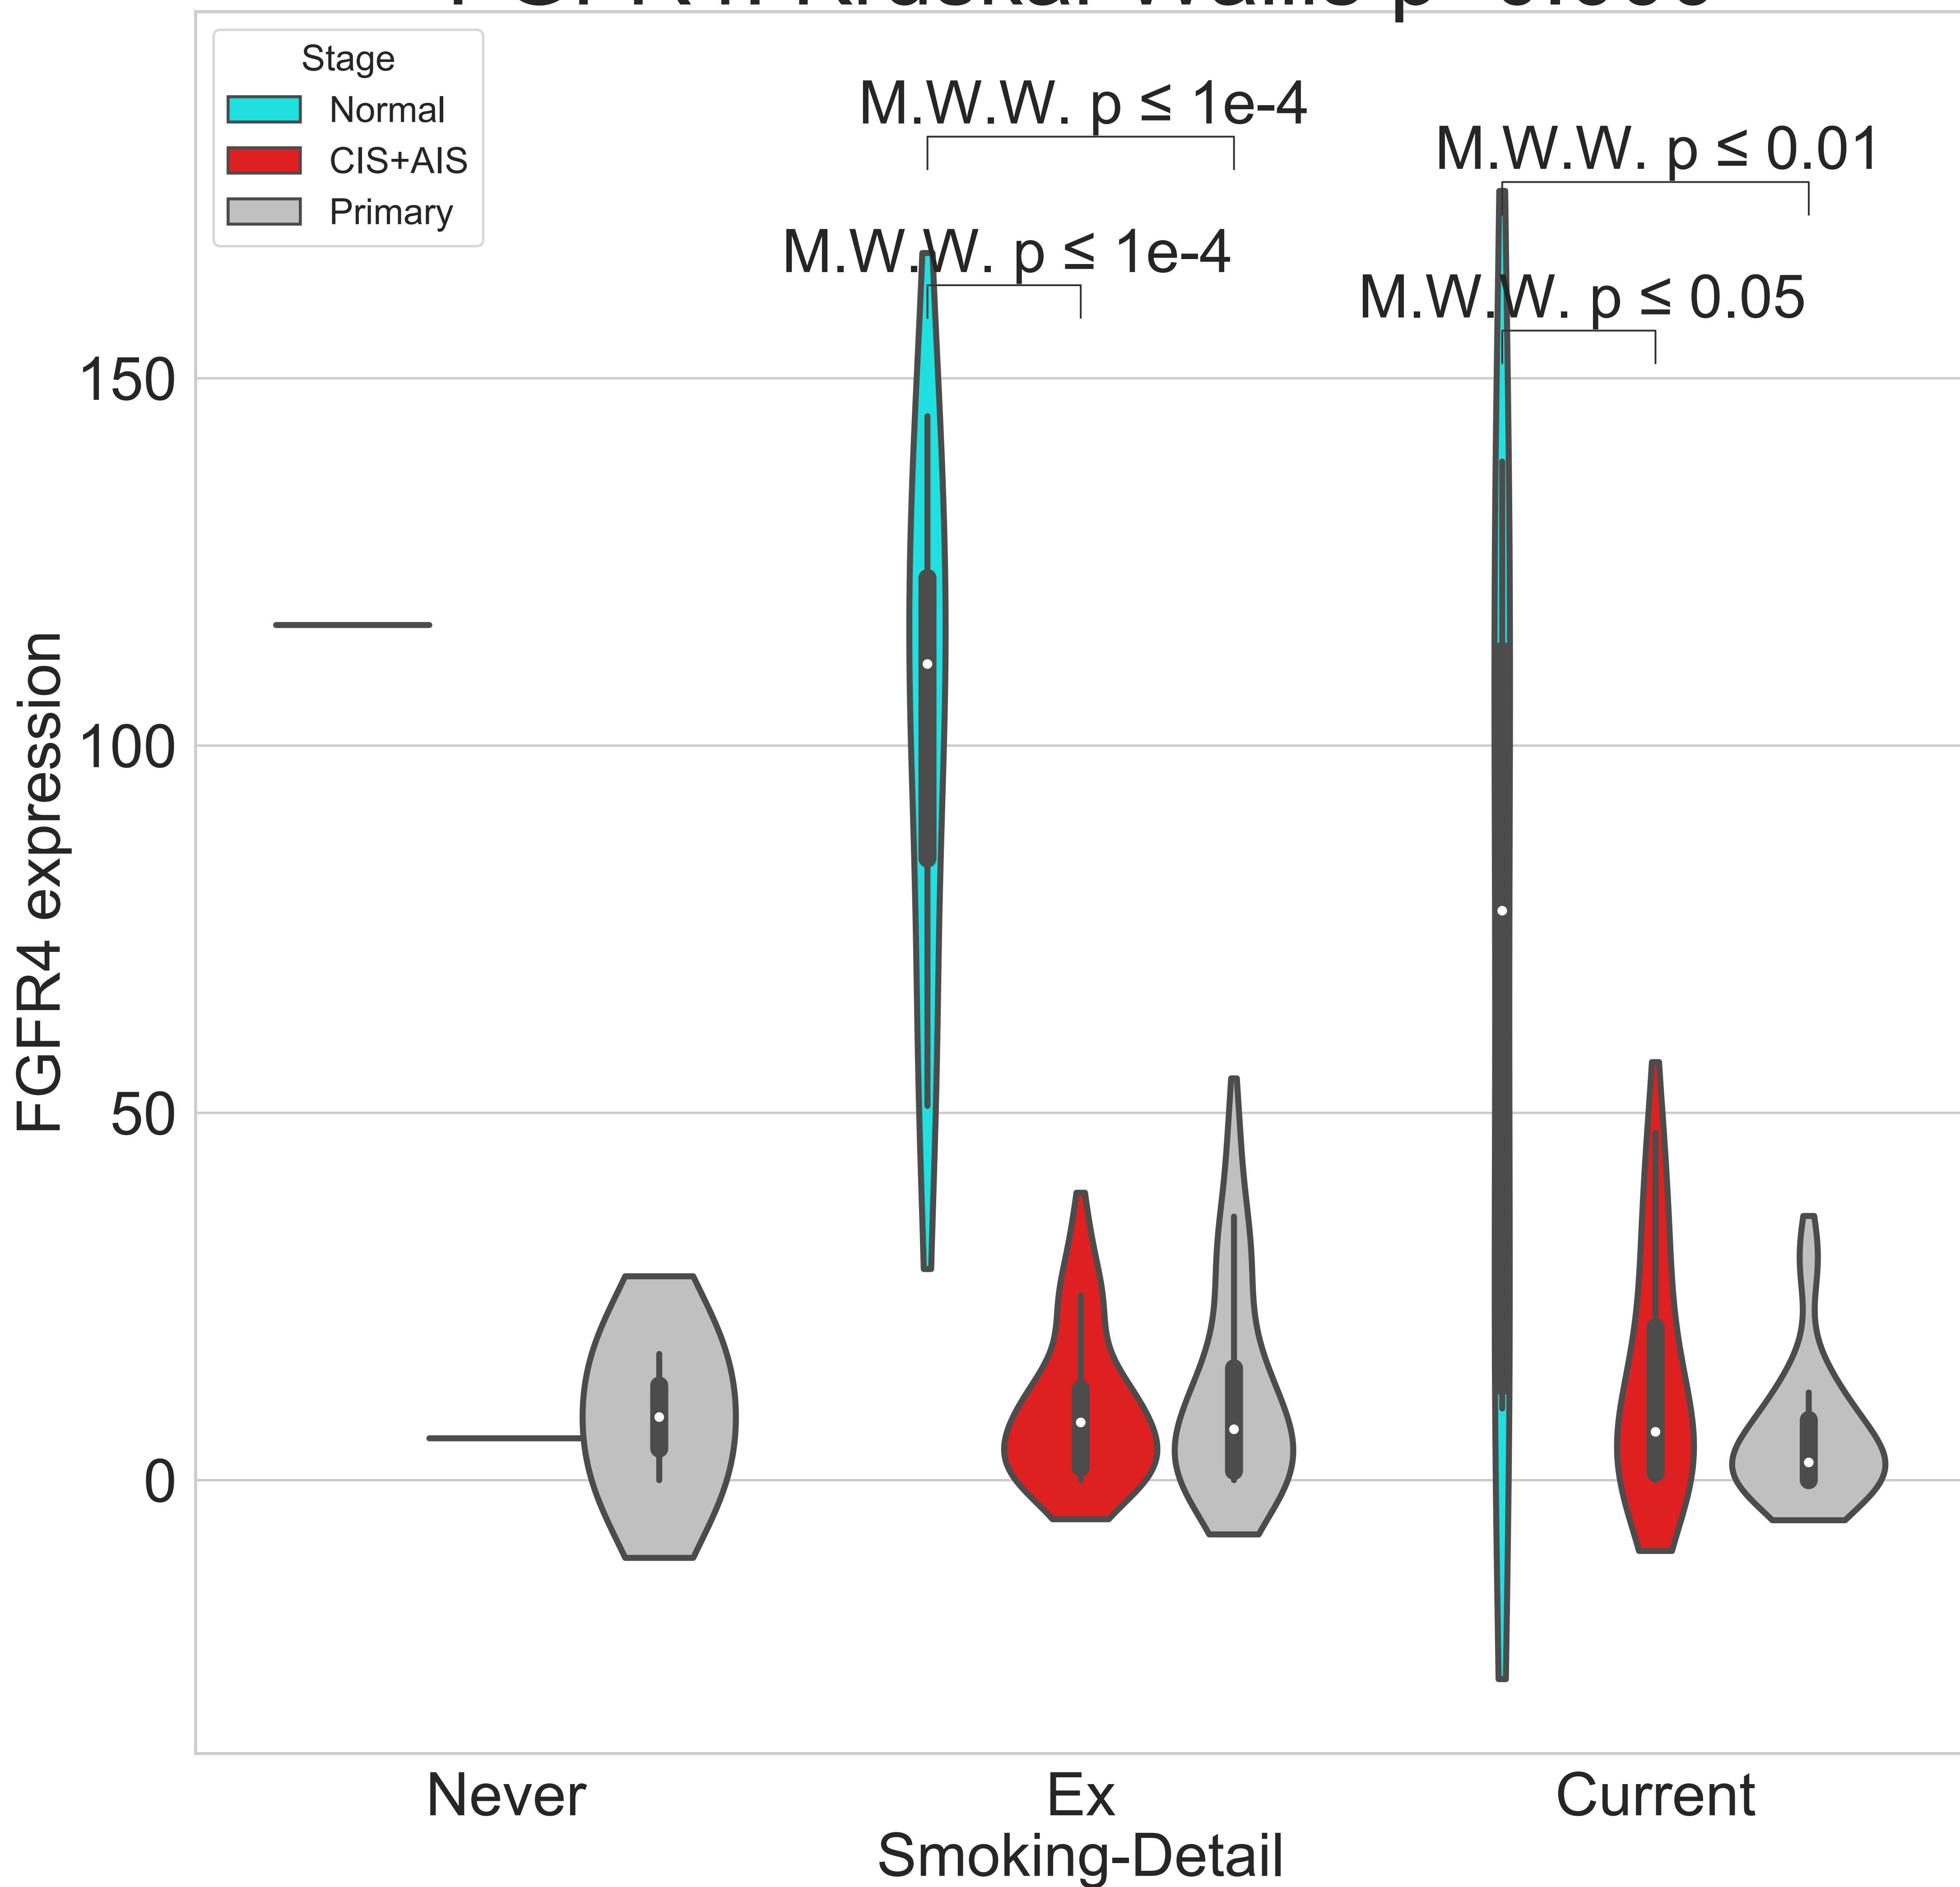 Stage
Normal
CIS+AIS
Primary
M.W.W. p ≤ 1e-4
M.W.W. p ≤ 0.01
M.W.W. p ≤ 1e-4
M.W.W. p ≤ 0.05
150
100
50
0
FGFR4 expression
Never
Ex
Current
Smoking-Detail